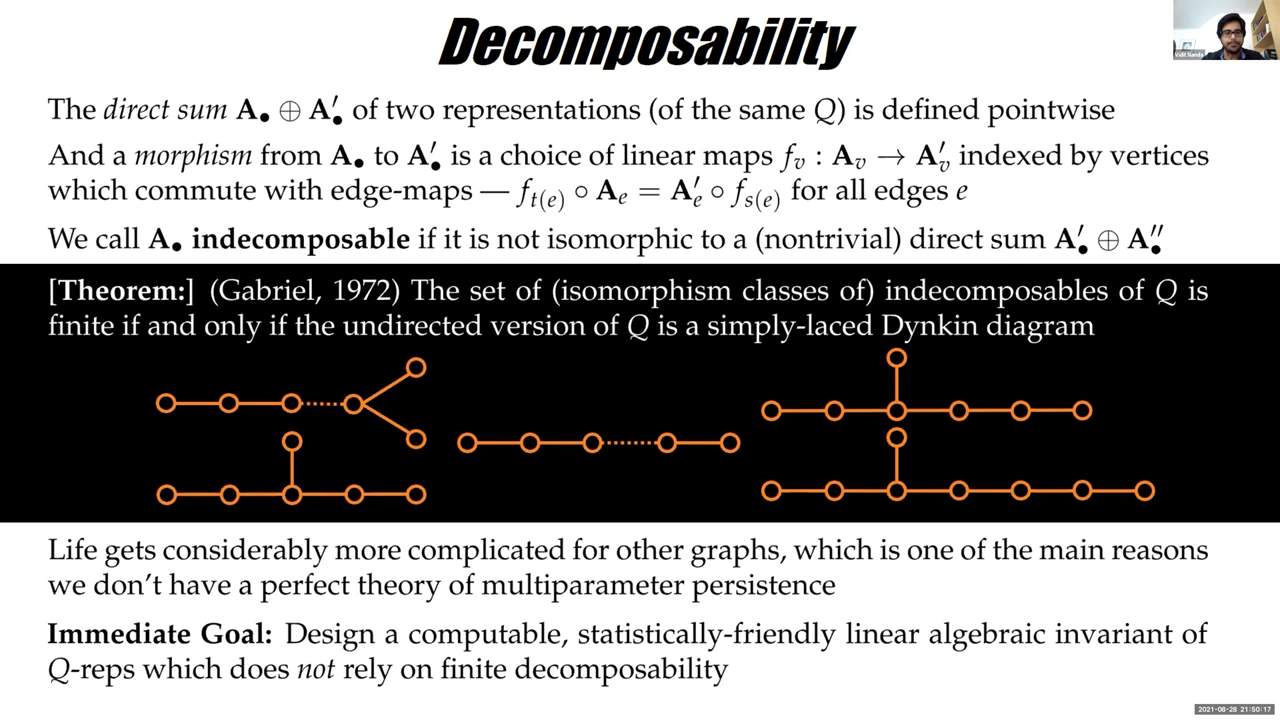 Decomposability
Vidit Nanda
The direct sum A• ⊕ A′• of two representations (of the same Q) is defined pointwise
And a morphism from A• to A′• is a choice of linear maps fᵥ : Aᵥ → A′ᵥ indexed by vertices
which commute with edge-maps — f_{t(e)} ∘ A_e = A′_e ∘ f_{s(e)} for all edges e
We call A• indecomposable if it is not isomorphic to a (nontrivial) direct sum A′• ⊕ A″•
[Theorem:] (Gabriel, 1972) The set of (isomorphism classes of) indecomposables of Q is
finite if and only if the undirected version of Q is a simply-laced Dynkin diagram
Life gets considerably more complicated for other graphs, which is one of the main reasons
we don't have a perfect theory of multiparameter persistence
Immediate Goal: Design a computable, statistically-friendly linear algebraic invariant of
Q-reps which does not rely on finite decomposability
2021-08-28 21:50:17